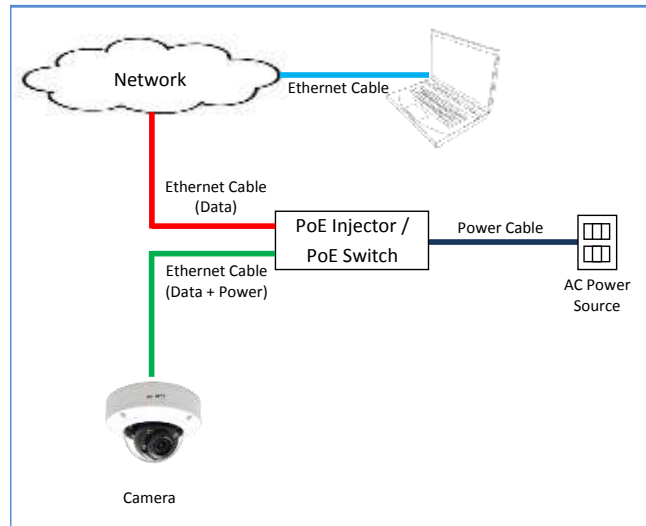 Network
Ethernet Cable
Ethernet Cable
(Data)
PoE Injector /
PoE Switch
Power Cable
Ethernet Cable
(Data + Power)
AC Power
Source
Camera